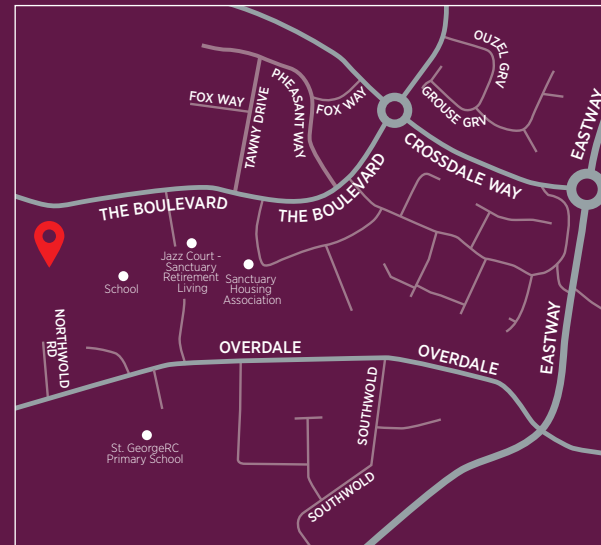 OUZEL GRV
PHEASANT WAY
FOX WAY
FOX WAY
TAWNY DRIVE
GROUSE GRV
EASTWAY
CROSSDALE WAY
THE BOULEVARD
THE BOULEVARD
Jazz Court -
Sanctuary
Retirement
Living
School
Sanctuary
Housing
Association
NORTHWOLD
RD
OVERDALE
OVERDALE
EASTWAY
SOUTHWOLD
St. GeorgeRC
Primary School
SOUTHWOLD